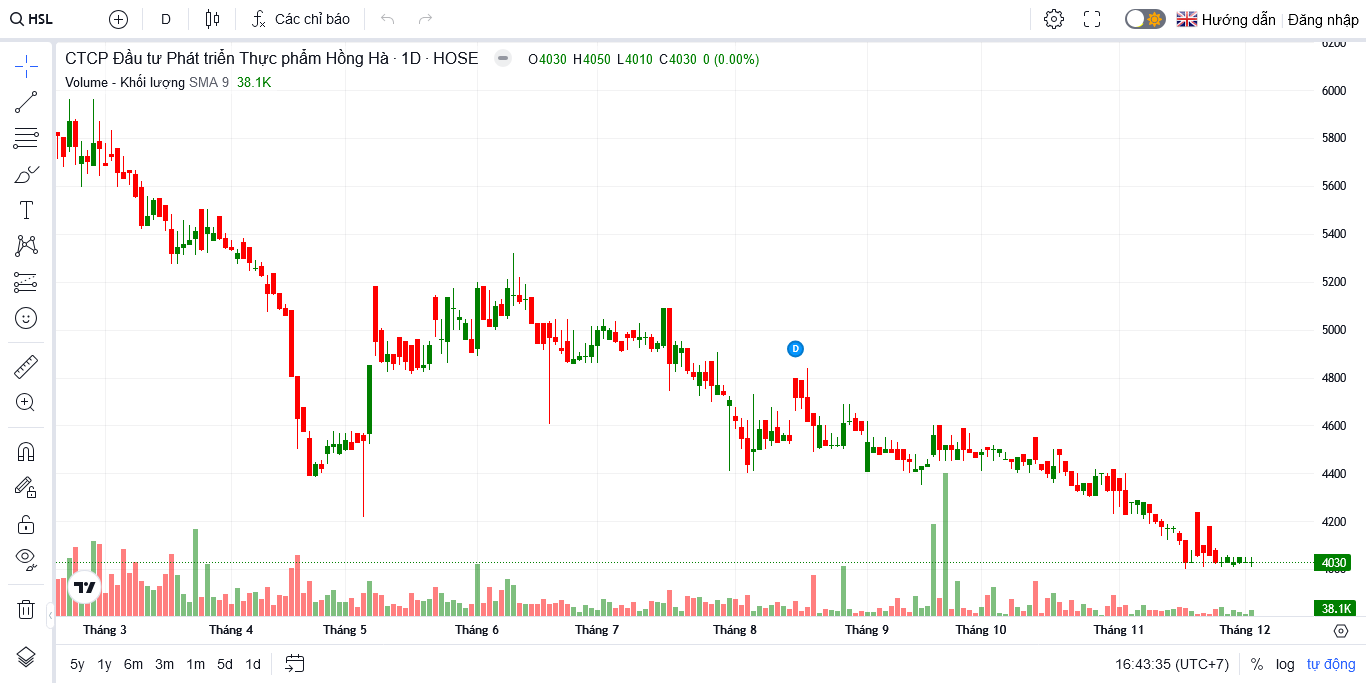 HSL D Các chỉ báo Hướng dẫn Đăng nhập
CTCP Đầu tư Phát triển Thực phẩm Hồng Hà · 1D · HOSE O4030 H4050 L4010 C4030 0 (0.00%)
Volume - Khối lượng SMA 9 38.1K
6200
6000
5800
5600
5400
5200
5000
D
4800
4600
4400
4200
4030
38.1K
Tháng 3 Tháng 4 Tháng 5 Tháng 6 Tháng 7 Tháng 8 Tháng 9 Tháng 10 Tháng 11 Tháng 12
5y 1y 6m 3m 1m 5d 1d 16:43:35 (UTC+7) % log tự động